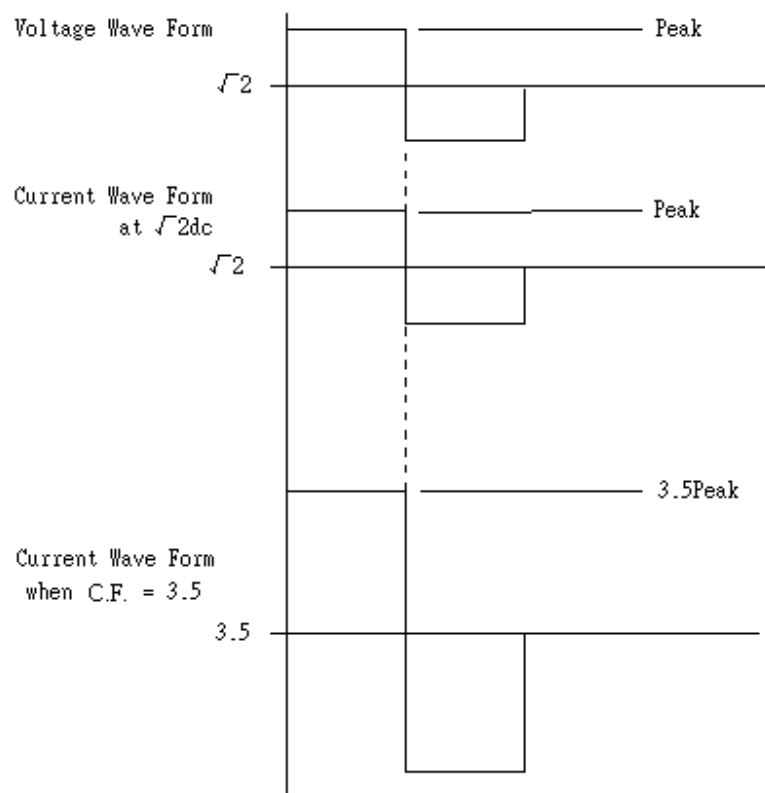 Voltage Wave Form
Peak
√2
Current Wave Form
at √2dc
Peak
√2
3.5Peak
Current Wave Form
when C.F. = 3.5
3.5